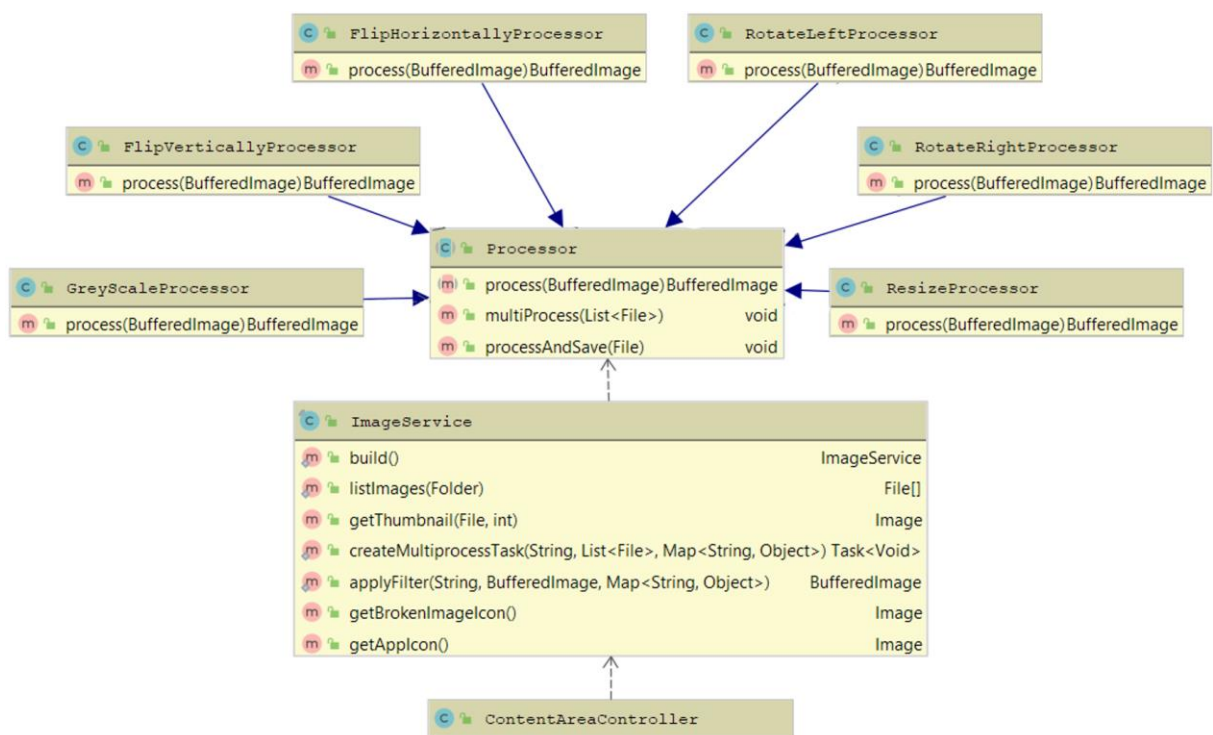 FlipHorizontallyProcessor
process(BufferedImage) BufferedImage
RotateLeftProcessor
process(BufferedImage) BufferedImage
FlipVerticallyProcessor
process(BufferedImage) BufferedImage
RotateRightProcessor
process(BufferedImage) BufferedImage
Processor
process(BufferedImage) BufferedImage
multiProcess(List<File>) void
processAndSave(File) void
GreyScaleProcessor
process(BufferedImage) BufferedImage
ResizeProcessor
process(BufferedImage) BufferedImage
ImageService
build() ImageService
listImages(Folder) File[]
getThumbnail(File, int) Image
createMultiprocessTask(String, List<File>, Map<String, Object>) Task<Void>
applyFilter(String, BufferedImage, Map<String, Object>) BufferedImage
getBrokenImageIcon() Image
getAppIcon() Image
ContentAreaController